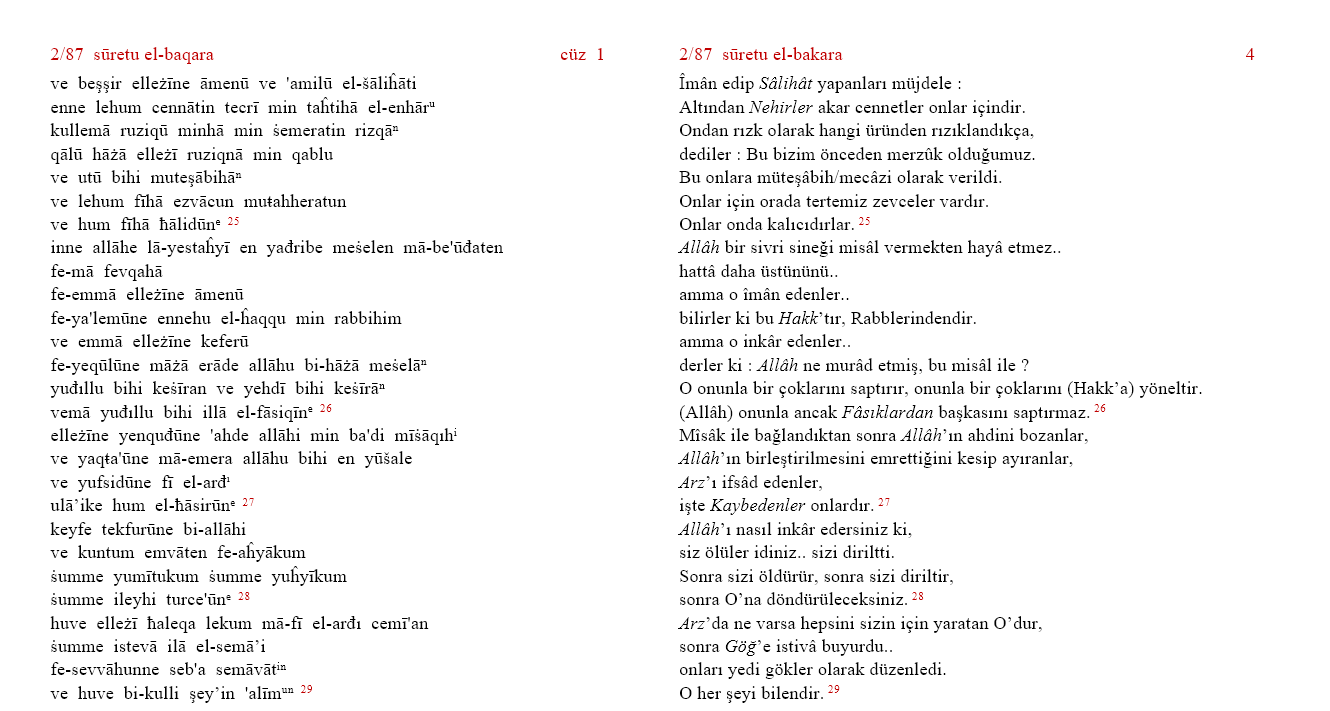 2/87 sūretu el-baqara cüz 1
ve beşşir elleżīne āmenū ve 'amilū el-šāliĥāti
enne lehum cennātin tecrī min taĥtihā el-enhārᵘ
kullemā ruziqū minhā min ṡemeratin rizqāⁿ
qālū hāżā elleżī ruziqnā min qablu
ve utū bihi muteşābihāⁿ
ve lehum fīhā ezvācun muŧahheratun
ve hum fīhā ħālidūnᵉ 25
inne allāhe lā-yestaĥyī en yađribe meṡelen mā-be'ūđaten
fe-mā fevqahā
fe-emmā elleżīne āmenū
fe-ya'lemūne ennehu el-ĥaqqu min rabbihim
ve emmā elleżīne keferū
fe-yeqūlūne māżā erāde allāhu bi-hāżā meṡelāⁿ
yuđıllu bihi keṡīran ve yehdī bihi keṡīrāⁿ
vemā yuđıllu bihi illā el-fāsiqīnᵉ 26
elleżīne yenquđūne 'ahde allāhi min ba'di mīṡāqıhⁱ
ve yaqŧa'ūne mā-emera allāhu bihi en yūšale
ve yufsidūne fī el-arđⁱ
ulā’ike hum el-ħāsirūnᵉ 27
keyfe tekfurūne bi-allāhi
ve kuntum emvāten fe-aĥyākum
ṡumme yumītukum ṡumme yuĥyīkum
ṡumme ileyhi turce'ūnᵉ 28
huve elleżī ħaleqa lekum mā-fī el-arđı cemī'an
ṡumme istevā ilā el-semā’i
fe-sevvāhunne seb'a semāvātⁱⁿ
ve huve bi-kulli şey’in 'alīmᵘⁿ 29
2/87 sūretu el-bakara 4
Îmân edip Sâlihât yapanları müjdele :
Altından Nehirler akar cennetler onlar içindir.
Ondan rızk olarak hangi üründen rızıklandıkça,
dediler : Bu bizim önceden merzûk olduğumuz.
Bu onlara müteşâbih/mecâzi olarak verildi.
Onlar için orada tertemiz zevceler vardır.
Onlar onda kalıcıdırlar. 25
Allâh bir sivri sineği misâl vermekten hayâ etmez..
hattâ daha üstününü..
amma o îmân edenler..
bilirler ki bu Hakk’tır, Rabblerindendir.
amma o inkâr edenler..
derler ki : Allâh ne murâd etmiş, bu misâl ile ?
O onunla bir çoklarını saptırır, onunla bir çoklarını (Hakk’a) yöneltir.
(Allâh) onunla ancak Fâsıklardan başkasını saptırmaz. 26
Mîsâk ile bağlandıktan sonra Allâh’ın ahdini bozanlar,
Allâh’ın birleştirilmesini emrettiğini kesip ayıranlar,
Arz’ı ifsâd edenler,
işte Kaybedenler onlardır. 27
Allâh’ı nasıl inkâr edersiniz ki,
siz ölüler idiniz.. sizi diriltti.
Sonra sizi öldürür, sonra sizi diriltir,
sonra O’na döndürüleceksiniz. 28
Arz’da ne varsa hepsini sizin için yaratan O’dur,
sonra Göğ’e istivâ buyurdu..
onları yedi gökler olarak düzenledi.
O her şeyi bilendir. 29